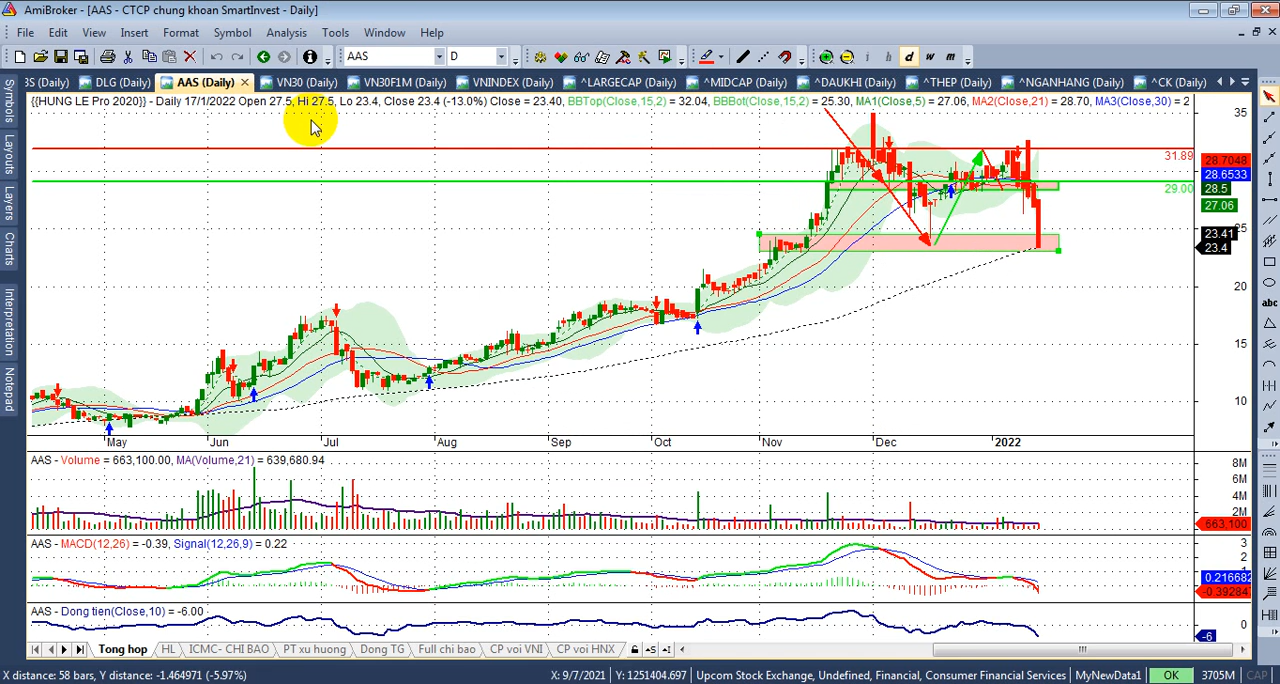 AmiBroker - [AAS - CTCP chung khoan SmartInvest - Daily]
File Edit View Insert Format Symbol Analysis Tools Window Help
AAS D i h d w m
3S (Daily) DLG (Daily) AAS (Daily) VN30 (Daily) VN30F1M (Daily) VNINDEX (Daily) ^LARGECAP (Daily) ^MIDCAP (Daily) ^DAUKHI (Daily) ^THEP (Daily) ^NGANHANG (Daily) ^CK (Daily)
{{HUNG LE Pro 2020}} - Daily 17/1/2022 Open 27.5, Hi 27.5, Lo 23.4, Close 23.4 (-13.0%) Close = 23.40, BBTop(Close,15,2) = 32.04, BBBot(Close,15,2) = 25.30, MA1(Close,5) = 27.06, MA2(Close,21) = 28.70, MA3(Close,30) = 2
Symbols
Layouts
Layers
Charts
Interpretation
Notepad
abc
35
31.89
28.7048
28.6533
29.00
28.5
27.06
23.41
25
23.4
20
15
10
May Jun Jul Aug Sep Oct Nov Dec 2022
AAS - Volume = 663,100.00, MA(Volume,21) = 639,680.94
8M
6M
4M
2M
663,100
AAS - MACD(12,26) = -0.39, Signal(12,26,9) = 0.22
3
2
1
0.216682
-0.39284
AAS - Dong tien(Close,10) = -6.00
0
-6
Tong hop HL ICMC- CHI BAO PT xu huong Dong TG Full chi bao CP voi VNI CP voi HNX
X distance: 58 bars, Y distance: -1.464971 (-5.97%) X: 9/7/2021 Y: 1251404.697 Upcom Stock Exchange, Undefined, Financial, Consumer Financial Services MyNewData1 OK 3705M CAP